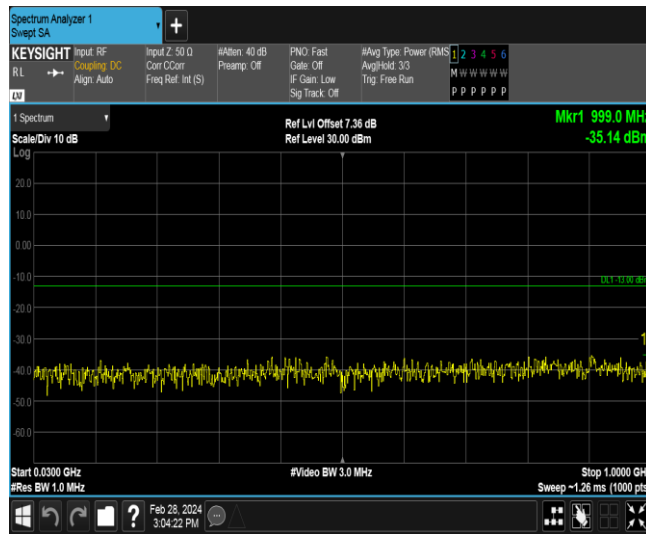 Spectrum Analyzer 1
Swept SA
+
KEYSIGHT
RL
LXI
Input: RF
Coupling: DC
Align: Auto
Input Z: 50 Ω
Corr CCorr
Freq Ref: Int (S)
#Atten: 40 dB
Preamp: Off
PNO: Fast
Gate: Off
IF Gain: Low
Sig Track: Off
#Avg Type: Power (RMS
Avg|Hold: 3/3
Trig: Free Run
1 2 3 4 5 6
M W W W W W
P P P P P P
1 Spectrum
Scale/Div 10 dB
Log
Ref Lvl Offset 7.36 dB
Ref Level 30.00 dBm
Mkr1 999.0 MHz
-35.14 dBm
20.0
10.0
0.00
-10.0
DL1 -13.00 dBm
-20.0
-30.0
1
-40.0
-50.0
-60.0
Start 0.0300 GHz
#Res BW 1.0 MHz
#Video BW 3.0 MHz
Stop 1.0000 GH
Sweep ~1.26 ms (1000 pts
?
Feb 28, 2024
3:04:22 PM